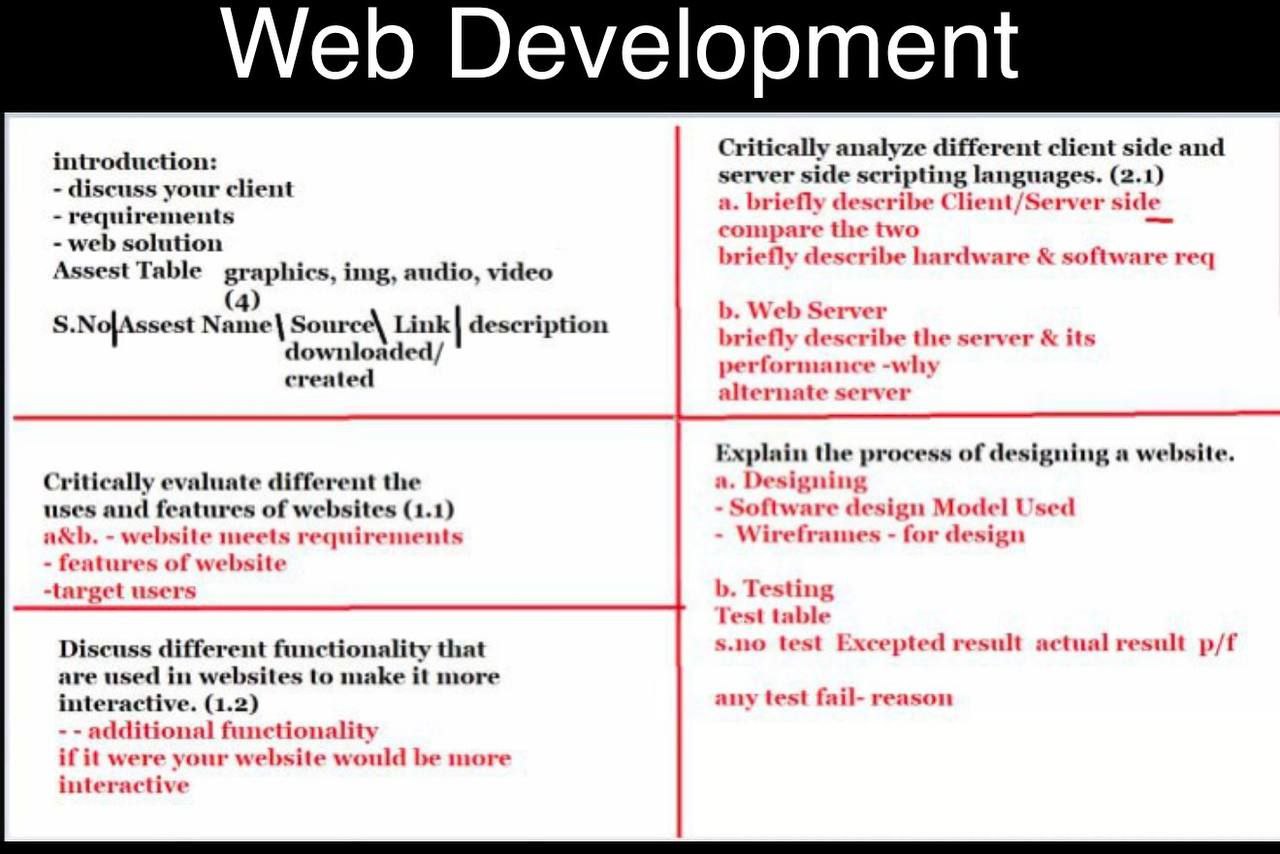 Web Development
introduction:
- discuss your client
- requirements
- web solution
Assest Table graphics, img, audio, video
(4)
S.No|Assest Name\ Source\ Link| description
downloaded/
created
Critically evaluate different the
uses and features of websites (1.1)
a&b. - website meets requirements
- features of website
-target users
Discuss different functionality that
are used in websites to make it more
interactive. (1.2)
- - additional functionality
if it were your website would be more
interactive
Critically analyze different client side and
server side scripting languages. (2.1)
a. briefly describe Client/Server side
compare the two
briefly describe hardware & software req
b. Web Server
briefly describe the server & its
performance -why
alternate server
Explain the process of designing a website.
a. Designing
- Software design Model Used
- Wireframes - for design
b. Testing
Test table
s.no test Excepted result actual result p/f
any test fail- reason